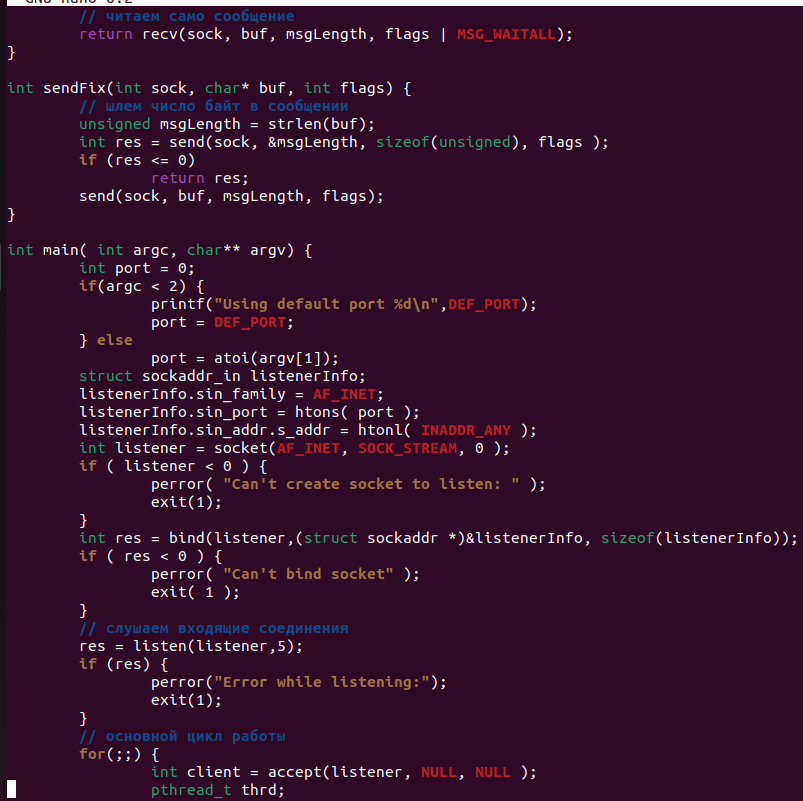 GNU nano 6.2
        // читаем само сообщение
        return recv(sock, buf, msgLength, flags | MSG_WAITALL);
}

int sendFix(int sock, char* buf, int flags) {
        // шлем число байт в сообщении
        unsigned msgLength = strlen(buf);
        int res = send(sock, &msgLength, sizeof(unsigned), flags );
        if (res <= 0)
                return res;
        send(sock, buf, msgLength, flags);
}

int main( int argc, char** argv) {
        int port = 0;
        if(argc < 2) {
                printf("Using default port %d\n",DEF_PORT);
                port = DEF_PORT;
        } else
                port = atoi(argv[1]);
        struct sockaddr_in listenerInfo;
        listenerInfo.sin_family = AF_INET;
        listenerInfo.sin_port = htons( port );
        listenerInfo.sin_addr.s_addr = htonl( INADDR_ANY );
        int listener = socket(AF_INET, SOCK_STREAM, 0 );
        if ( listener < 0 ) {
                perror( "Can't create socket to listen: " );
                exit(1);
        }
        int res = bind(listener,(struct sockaddr *)&listenerInfo, sizeof(listenerInfo));
        if ( res < 0 ) {
                perror( "Can't bind socket" );
                exit( 1 );
        }
        // слушаем входящие соединения
        res = listen(listener,5);
        if (res) {
                perror("Error while listening:");
                exit(1);
        }
        // основной цикл работы
        for(;;) {
                int client = accept(listener, NULL, NULL );
                pthread_t thrd;